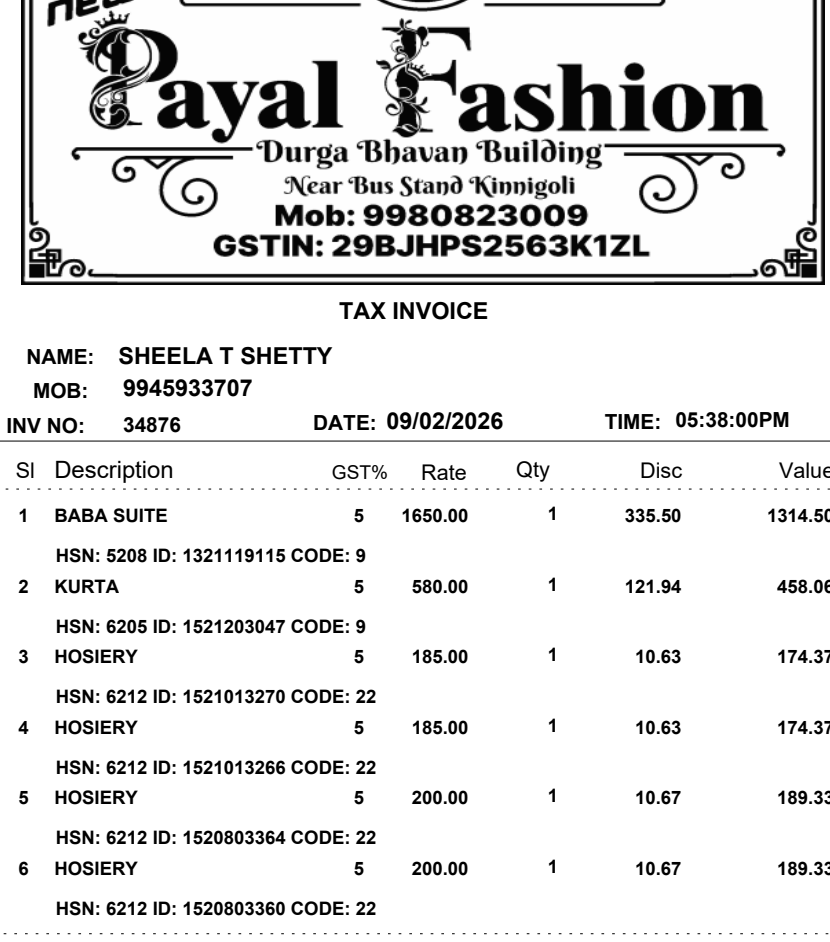 new
Payal Fashion
Durga Bhavan Building
Near Bus Stand Kinnigoli
Mob: 9980823009
GSTIN: 29BJHPS2563K1ZL
TAX INVOICE
NAME: SHEELA T SHETTY
MOB: 9945933707
INV NO: 34876 DATE: 09/02/2026 TIME: 05:38:00PM
Sl Description GST% Rate Qty Disc Value
1 BABA SUITE 5 1650.00 1 335.50 1314.50
HSN: 5208 ID: 1321119115 CODE: 9
2 KURTA 5 580.00 1 121.94 458.06
HSN: 6205 ID: 1521203047 CODE: 9
3 HOSIERY 5 185.00 1 10.63 174.37
HSN: 6212 ID: 1521013270 CODE: 22
4 HOSIERY 5 185.00 1 10.63 174.37
HSN: 6212 ID: 1521013266 CODE: 22
5 HOSIERY 5 200.00 1 10.67 189.33
HSN: 6212 ID: 1520803364 CODE: 22
6 HOSIERY 5 200.00 1 10.67 189.33
HSN: 6212 ID: 1520803360 CODE: 22